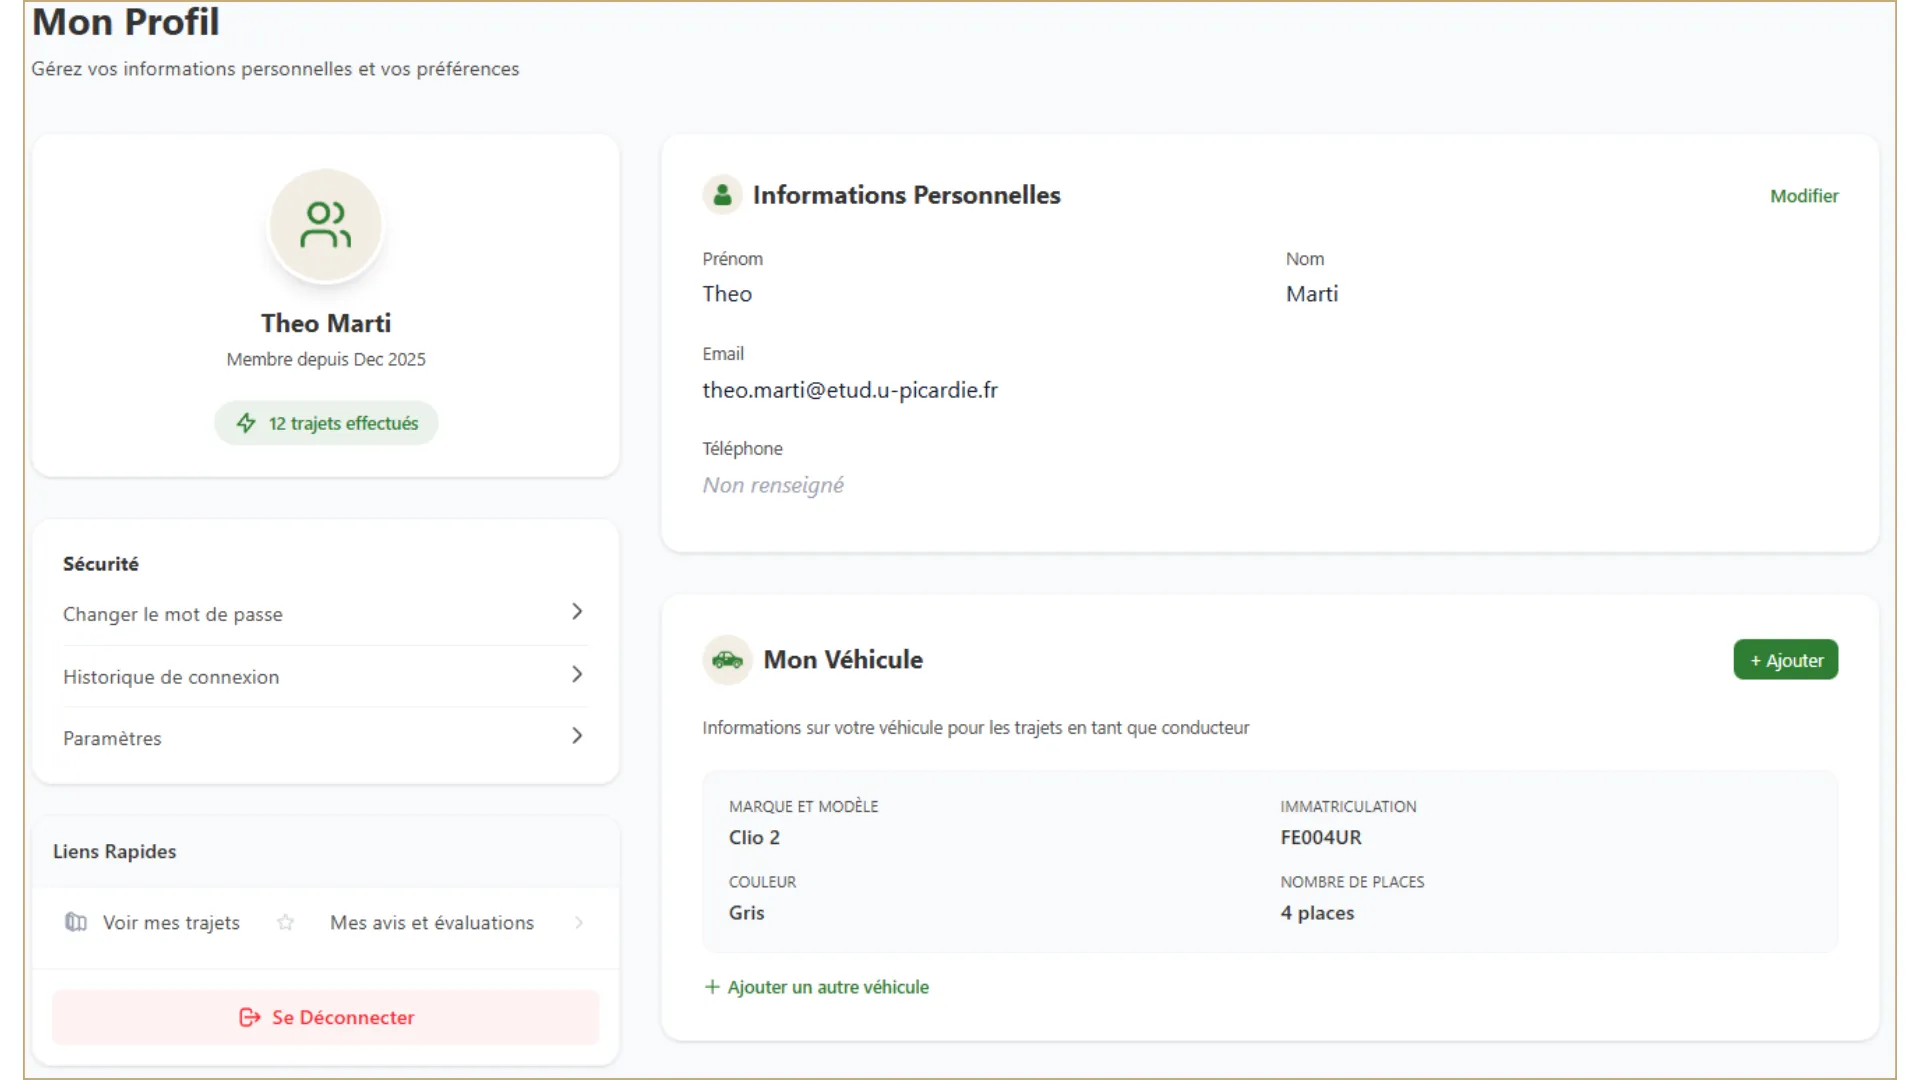 Mon Profil
Gérez vos informations personnelles et vos préférences
Theo Marti
Membre depuis Dec 2025
12 trajets effectués
Sécurité
Changer le mot de passe
Historique de connexion
Paramètres
Liens Rapides
Voir mes trajets
Mes avis et évaluations
Se Déconnecter
Informations Personnelles
Modifier
Prénom
Nom
Theo
Marti
Email
theo.marti@etud.u-picardie.fr
Téléphone
Non renseigné
Mon Véhicule
+ Ajouter
Informations sur votre véhicule pour les trajets en tant que conducteur
MARQUE ET MODÈLE
IMMATRICULATION
Clio 2
FE004UR
COULEUR
NOMBRE DE PLACES
Gris
4 places
+ Ajouter un autre véhicule